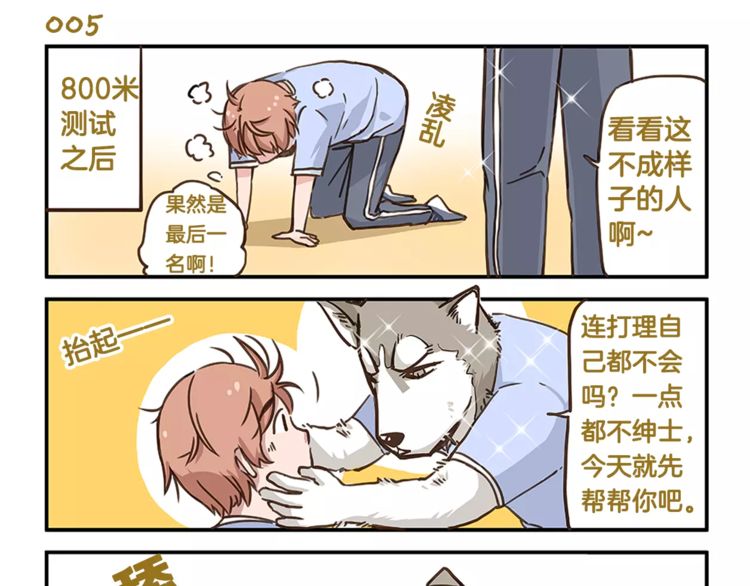 005
800米
测试
之后
凌乱
看看这
不成样
子的人
啊~
果然是
最后一
名啊！
抬起——
连打理自
己都不会
吗？一点
都不绅士，
今天就先
帮帮你吧。